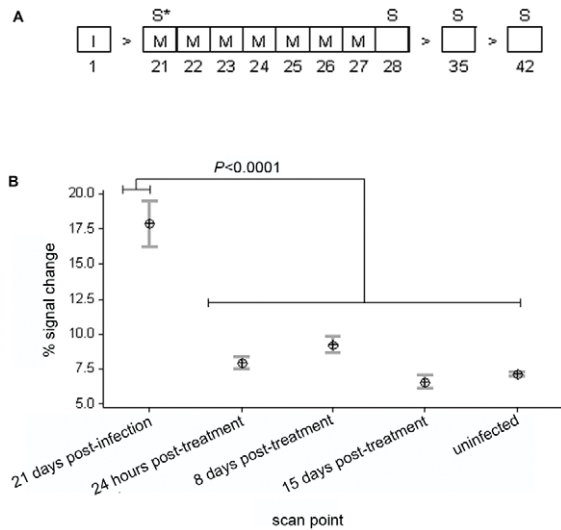 A
S* S S S
I > M M M M M M M > >
1 21 22 23 24 25 26 27 28 35 42
B
P<0.0001
% signal change
20.0
17.5
15.0
12.5
10.0
7.5
5.0
21 days post-infection
24 hours post-treatment
8 days post-treatment
15 days post-treatment
uninfected
scan point